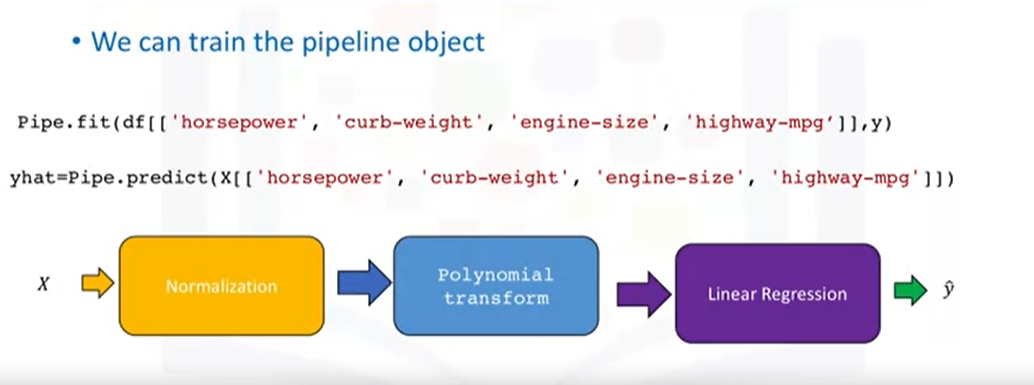 • We can train the pipeline object
Pipe.fit(df[['horsepower', 'curb-weight', 'engine-size', 'highway-mpg’]],y)
yhat=Pipe.predict(X[['horsepower', 'curb-weight', 'engine-size', 'highway-mpg']])
X
Normalization
Polynomial
transform
Linear Regression
ŷ